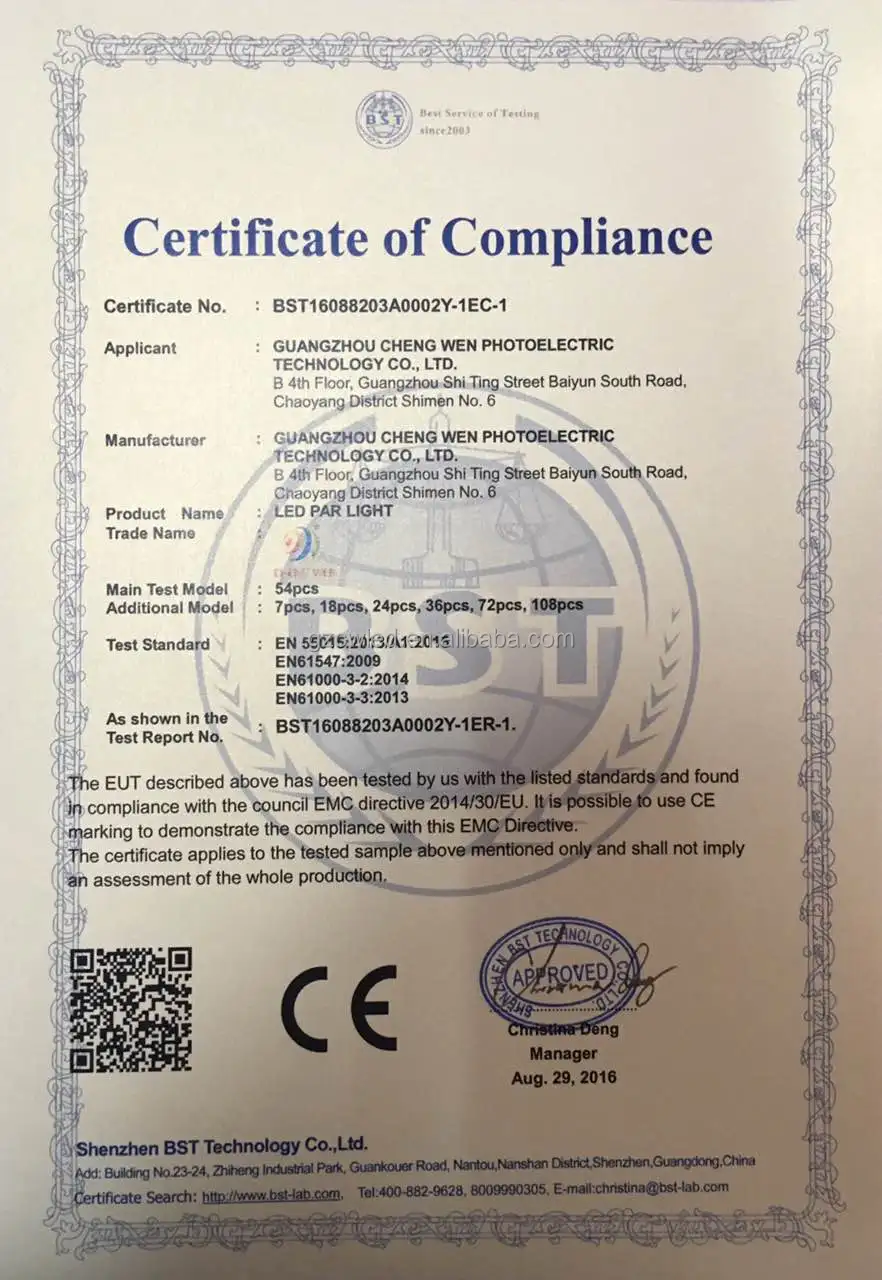 BST
Best Service of Testing
since2003
Certificate of Compliance
Certificate No. : BST16088203A0002Y-1EC-1
Applicant : GUANGZHOU CHENG WEN PHOTOELECTRIC
TECHNOLOGY CO., LTD.
B 4th Floor, Guangzhou Shi Ting Street Baiyun South Road,
Chaoyang District Shimen No. 6
Manufacturer : GUANGZHOU CHENG WEN PHOTOELECTRIC
TECHNOLOGY CO., LTD.
B 4th Floor, Guangzhou Shi Ting Street Baiyun South Road,
Chaoyang District Shimen No. 6
Product Name : LED PAR LIGHT
Trade Name :
Main Test Model : 54pcs
Additional Model : 7pcs, 18pcs, 24pcs, 36pcs, 72pcs, 108pcs
BST
Test Standard : EN 55015:2013/A1:2013
EN61547:2009
EN61000-3-2:2014
EN61000-3-3:2013
As shown in the
Test Report No. : BST16088203A0002Y-1ER-1.
The EUT described above has been tested by us with the listed standards and found
in compliance with the council EMC directive 2014/30/EU. It is possible to use CE
marking to demonstrate the compliance with this EMC Directive.
The certificate applies to the tested sample above mentioned only and shall not imply
an assessment of the whole production.
CE
SHENZHEN BST TECHNOLOGY CO.,LTD.
APPROVED
Christina Deng
Manager
Aug. 29, 2016
Shenzhen BST Technology Co.,Ltd.
Add: Building No.23-24, Zhiheng Industrial Park, Guankouer Road, Nantou,Nanshan District,Shenzhen,Guangdong,China
Certificate Search: http://www.bst-lab.com, Tel:400-882-9628, 8009990305, E-mail:christina@bst-lab.com